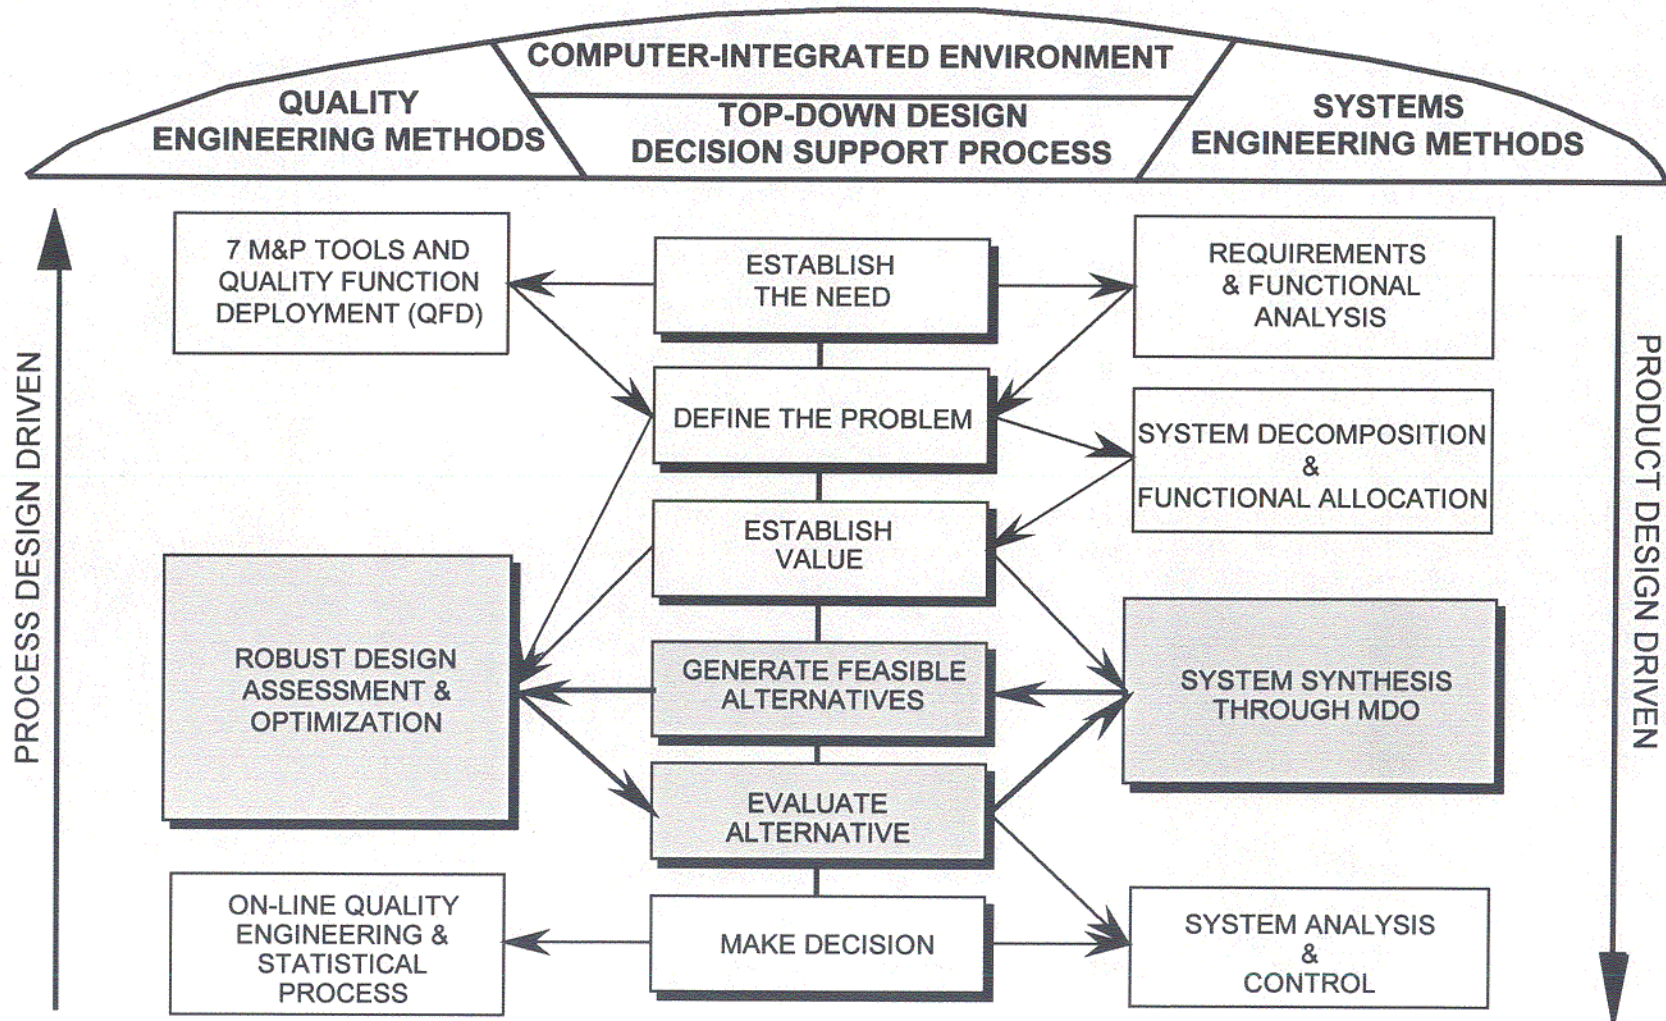 COMPUTER-INTEGRATED ENVIRONMENT
QUALITY
ENGINEERING METHODS
TOP-DOWN DESIGN
DECISION SUPPORT PROCESS
SYSTEMS
ENGINEERING METHODS
PROCESS DESIGN DRIVEN
7 M&P TOOLS AND
QUALITY FUNCTION
DEPLOYMENT (QFD)
ESTABLISH
THE NEED
REQUIREMENTS
& FUNCTIONAL
ANALYSIS
DEFINE THE PROBLEM
SYSTEM DECOMPOSITION
&
FUNCTIONAL ALLOCATION
ESTABLISH
VALUE
ROBUST DESIGN
ASSESSMENT &
OPTIMIZATION
GENERATE FEASIBLE
ALTERNATIVES
SYSTEM SYNTHESIS
THROUGH MDO
EVALUATE
ALTERNATIVE
ON-LINE QUALITY
ENGINEERING &
STATISTICAL
PROCESS
MAKE DECISION
SYSTEM ANALYSIS
&
CONTROL
PRODUCT DESIGN DRIVEN